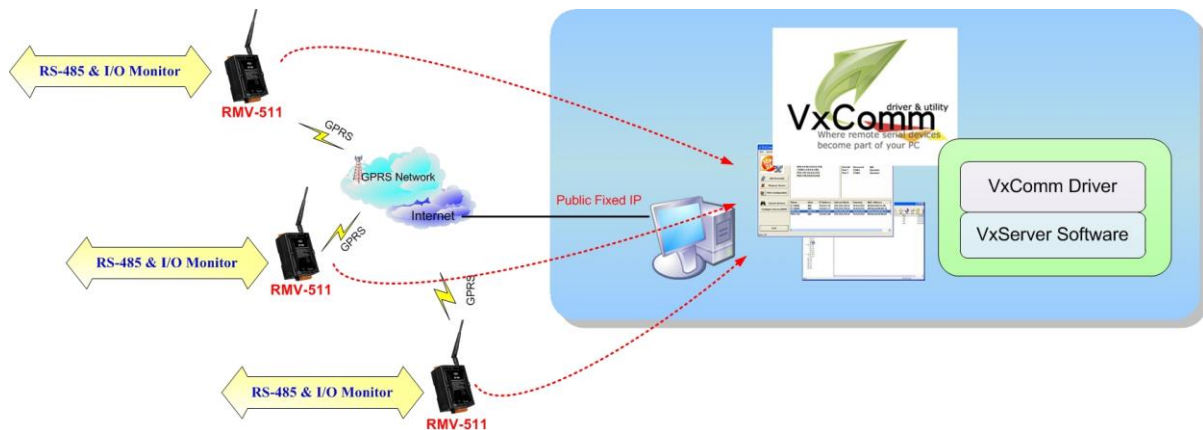 RS-485 & I/O Monitor
RMV-511
GPRS
GPRS Network
Internet
Public Fixed IP
driver & utility
VxComm
Where remote serial devices
become part of your PC
VxComm Driver
VxServer Software
RS-485 & I/O Monitor
RMV-511
GPRS
GPRS
RS-485 & I/O Monitor
RMV-511